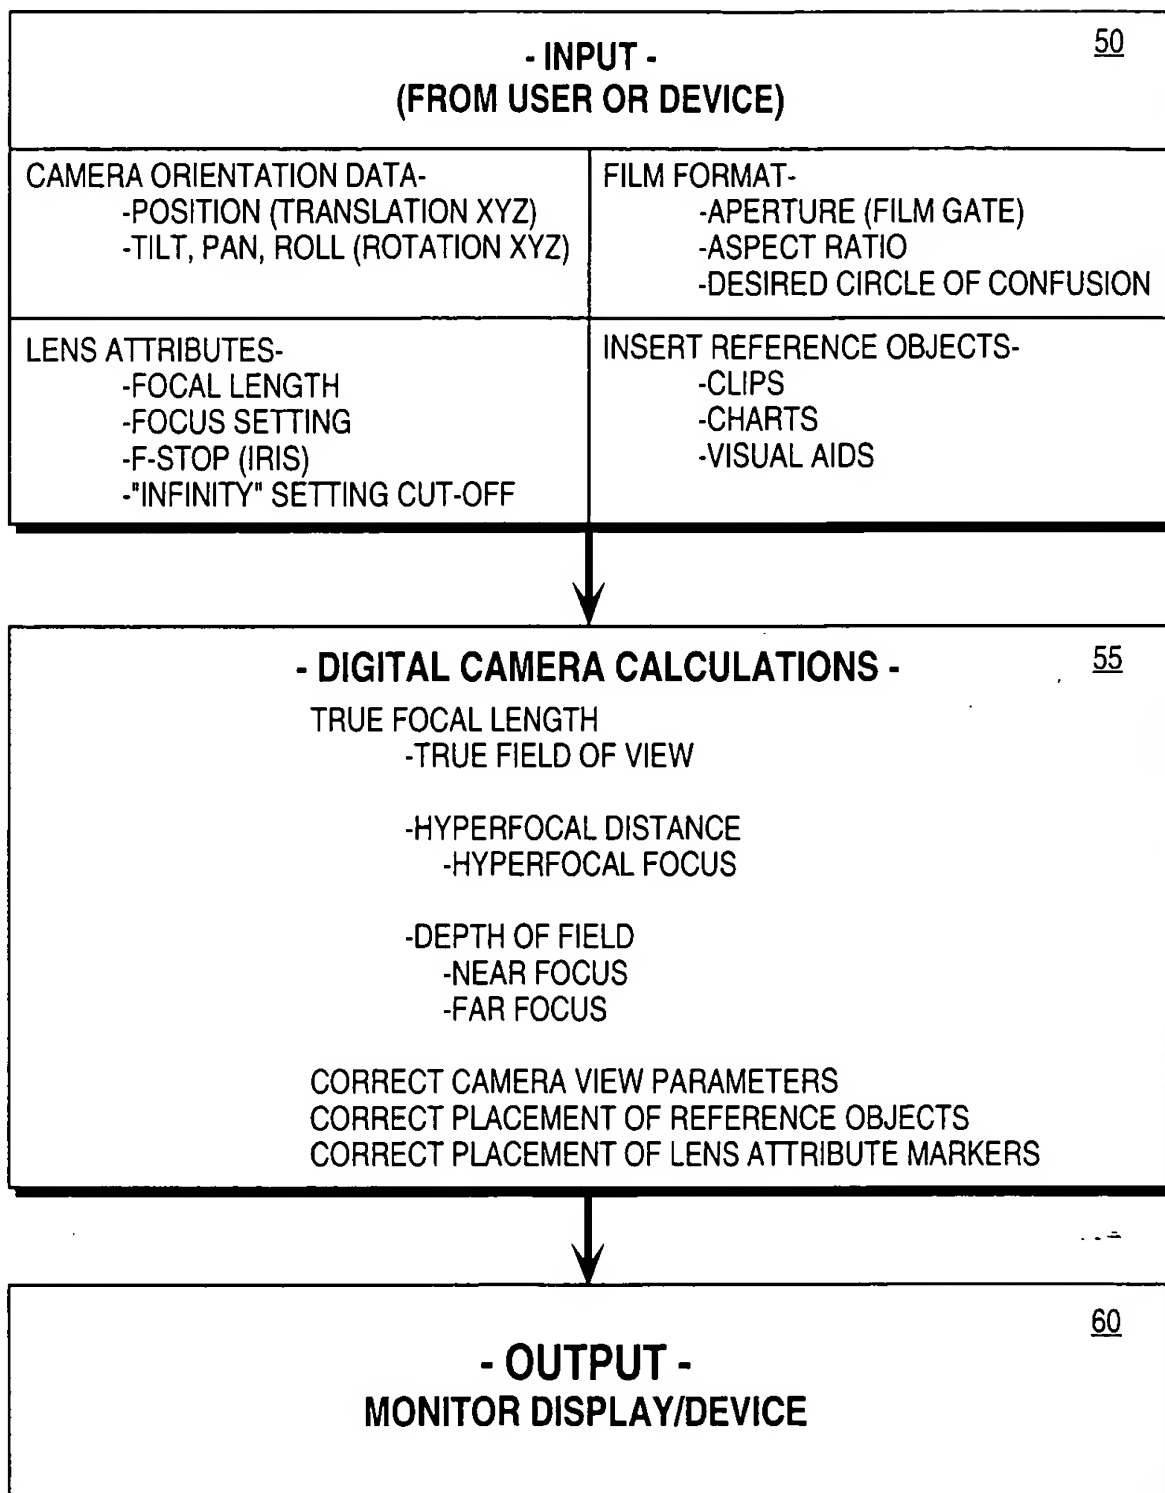 50
- INPUT -
(FROM USER OR DEVICE)
CAMERA ORIENTATION DATA-
-POSITION (TRANSLATION XYZ)
-TILT, PAN, ROLL (ROTATION XYZ)
FILM FORMAT-
-APERTURE (FILM GATE)
-ASPECT RATIO
-DESIRED CIRCLE OF CONFUSION
LENS ATTRIBUTES-
-FOCAL LENGTH
-FOCUS SETTING
-F-STOP (IRIS)
-"INFINITY" SETTING CUT-OFF
INSERT REFERENCE OBJECTS-
-CLIPS
-CHARTS
-VISUAL AIDS
- DIGITAL CAMERA CALCULATIONS -
55
TRUE FOCAL LENGTH
-TRUE FIELD OF VIEW
-HYPERFOCAL DISTANCE
-HYPERFOCAL FOCUS
-DEPTH OF FIELD
-NEAR FOCUS
-FAR FOCUS
CORRECT CAMERA VIEW PARAMETERS
CORRECT PLACEMENT OF REFERENCE OBJECTS
CORRECT PLACEMENT OF LENS ATTRIBUTE MARKERS
60
- OUTPUT -
MONITOR DISPLAY/DEVICE